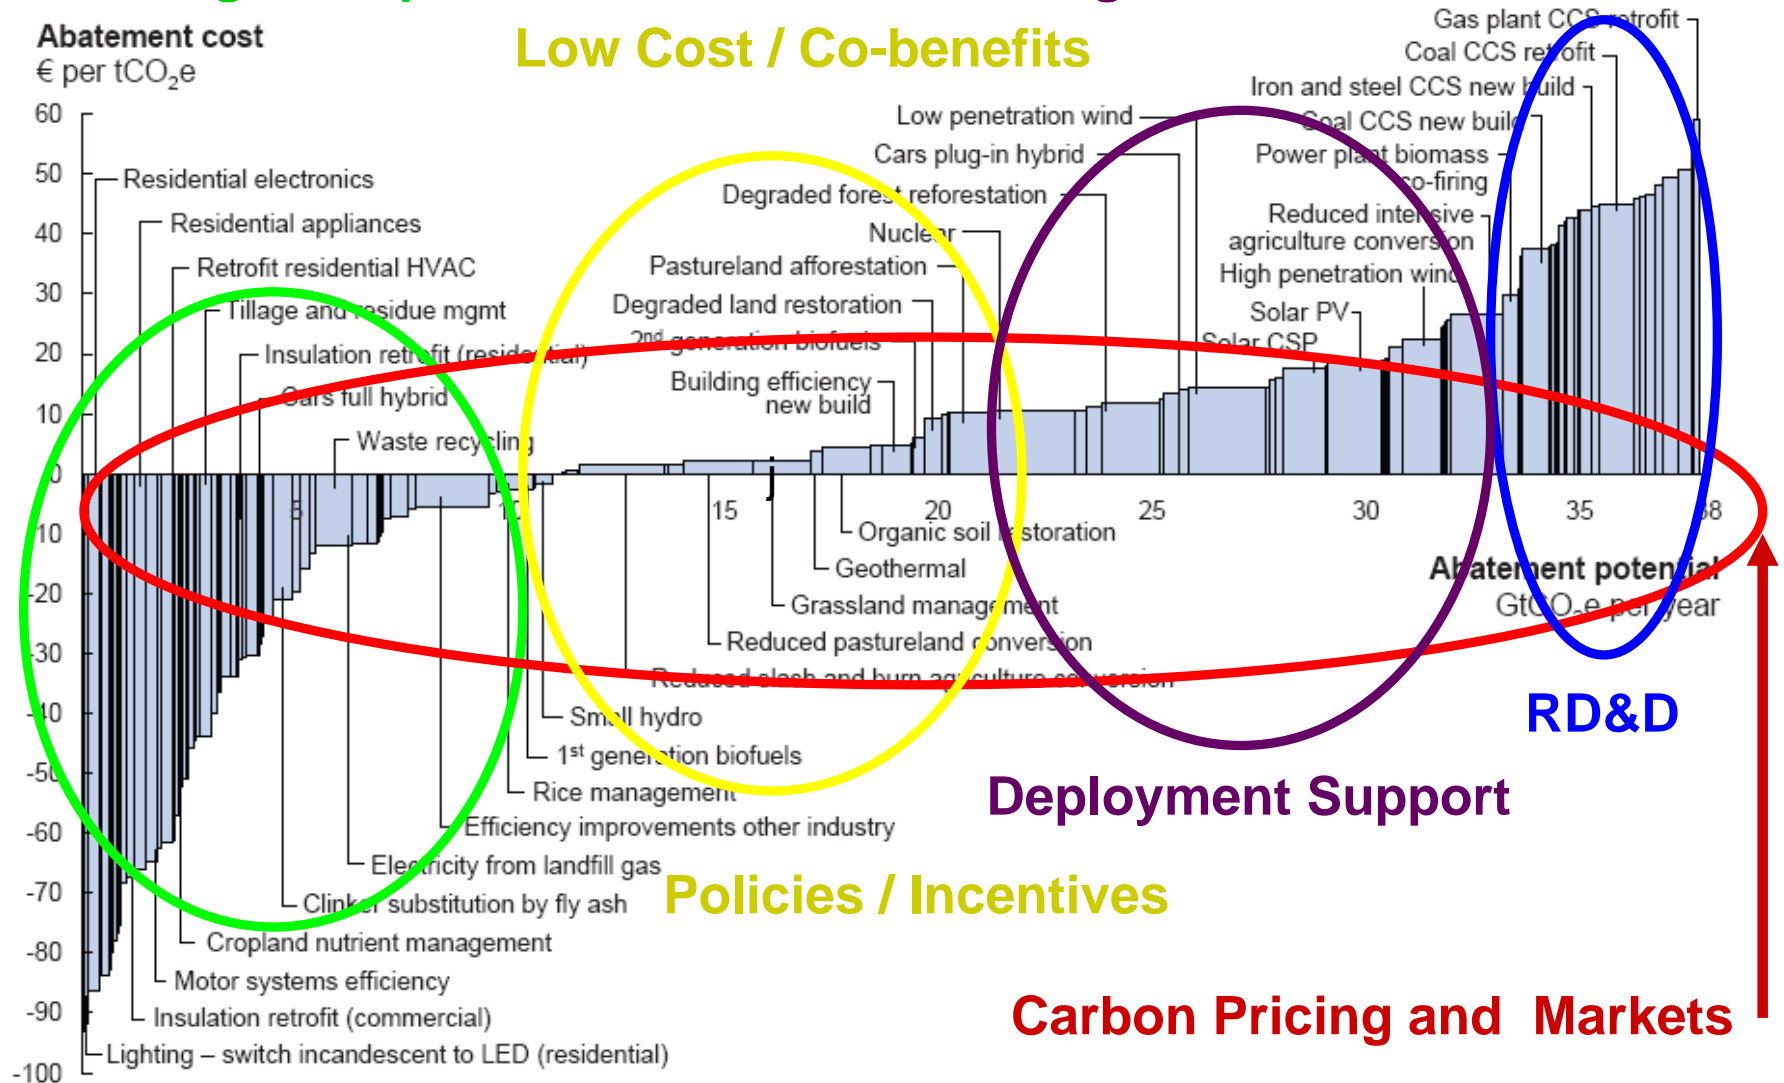 Abatement cost
€ per tCO₂e
Low Cost / Co-benefits
60
50
40
30
20
10
0
-10
-20
-30
-40
-50
-60
-70
-80
-90
-100
Residential electronics
Residential appliances
Retrofit residential HVAC
Tillage and residue mgmt
Insulation retrofit (residential)
Cars full hybrid
Waste recycling
Gas plant CCS retrofit
Coal CCS retrofit
Iron and steel CCS new build
Coal CCS new build
Power plant biomass
co-firing
Reduced intensive
agriculture conversion
High penetration wind
Solar PV
Solar CSP
Low penetration wind
Cars plug-in hybrid
Degraded forest reforestation
Nuclear
Pastureland afforestation
Degraded land restoration
2nd generation biofuels
Building efficiency
new build
5
10
15
20
25
30
35
38
Abatement potential
GtCO₂e per year
Organic soil restoration
Geothermal
Grassland management
Reduced pastureland conversion
Reduced slash and burn agriculture conversion
Small hydro
1st generation biofuels
Rice management
Efficiency improvements other industry
Electricity from landfill gas
Clinker substitution by fly ash
Cropland nutrient management
Motor systems efficiency
Insulation retrofit (commercial)
Lighting – switch incandescent to LED (residential)
RD&D
Deployment Support
Policies / Incentives
Carbon Pricing and Markets